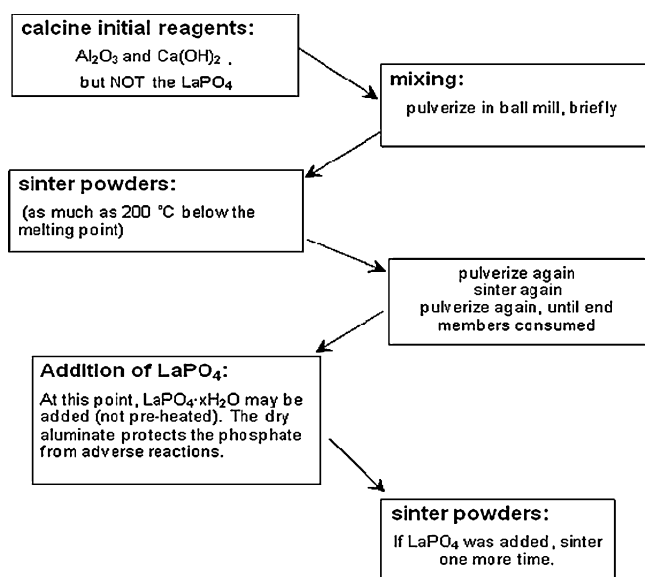 calcine initial reagents:
Al₂O₃ and Ca(OH)₂ .
but NOT the LaPO₄
mixing:
pulverize in ball mill, briefly
sinter powders:
(as much as 200 °C below the
melting point)
pulverize again
sinter again
pulverize again, until end
members consumed
Addition of LaPO₄:
At this point, LaPO₄·xH₂O may be
added (not pre-heated). The dry
aluminate protects the phosphate
from adverse reactions.
sinter powders:
If LaPO₄ was added, sinter
one more time.